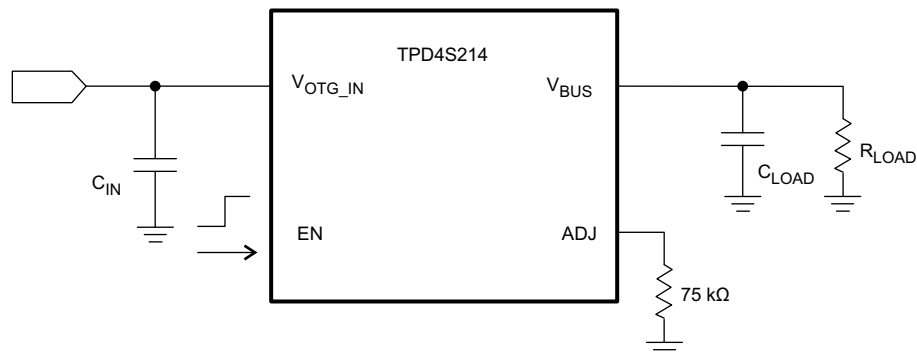 TPD4S214
V_OTG_IN
V_BUS
C_IN
C_LOAD
R_LOAD
EN
ADJ
75 kΩ